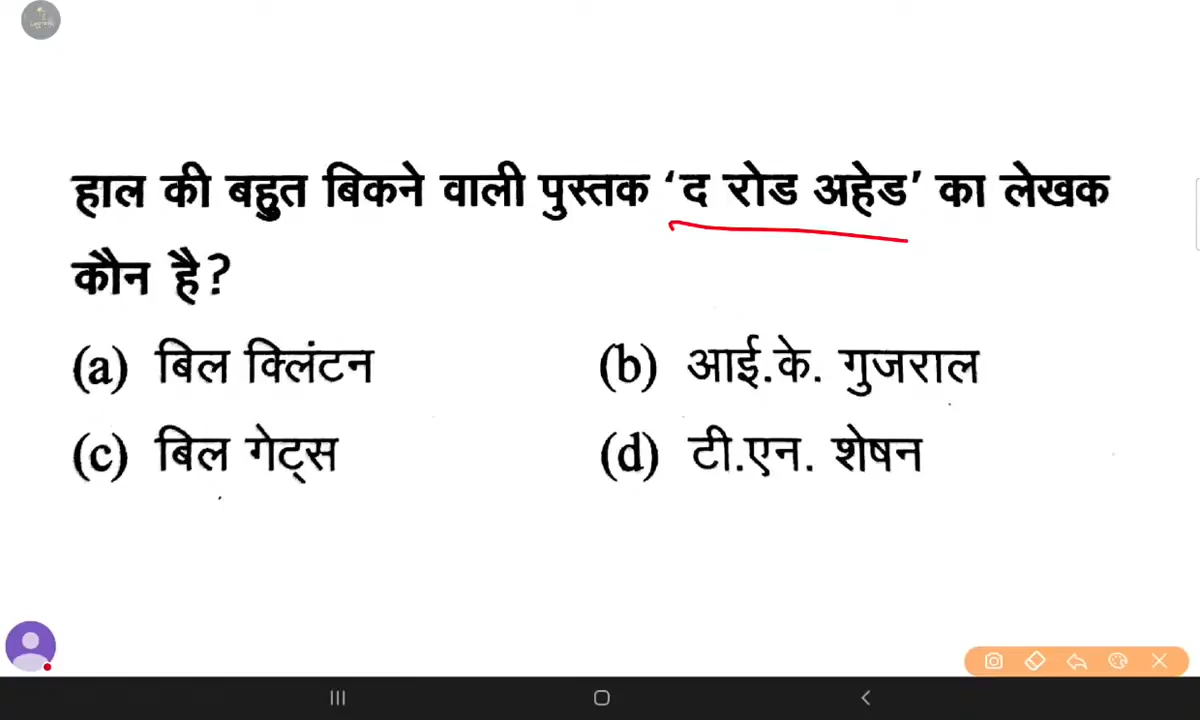 हाल की बहुत बिकने वाली पुस्तक ‘द रोड अहेड’ का लेखक
कौन है?
(a) बिल क्लिंटन (b) आई.के. गुजराल
(c) बिल गेट्स (d) टी.एन. शेषन